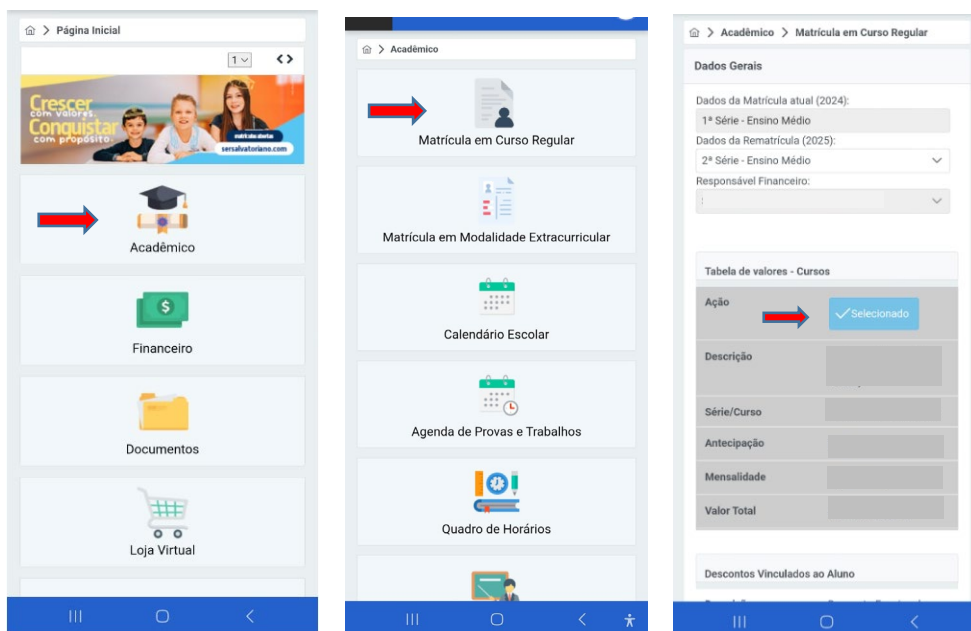 Página Inicial
1
Crescer
com valores.
Conquistar
com propósito.
matrículas abertas
sersalvatoriano.com
Acadêmico
Financeiro
Documentos
Loja Virtual
Acadêmico
Matrícula em Curso Regular
Matrícula em Modalidade Extracurricular
Calendário Escolar
Agenda de Provas e Trabalhos
Quadro de Horários
Acadêmico > Matrícula em Curso Regular
Dados Gerais
Dados da Matrícula atual (2024):
1ª Série - Ensino Médio
Dados da Rematrícula (2025):
2ª Série - Ensino Médio
Responsável Financeiro:
Tabela de valores - Cursos
Ação
Selecionado
Descrição
Série/Curso
Antecipação
Mensalidade
Valor Total
Descontos Vinculados ao Aluno